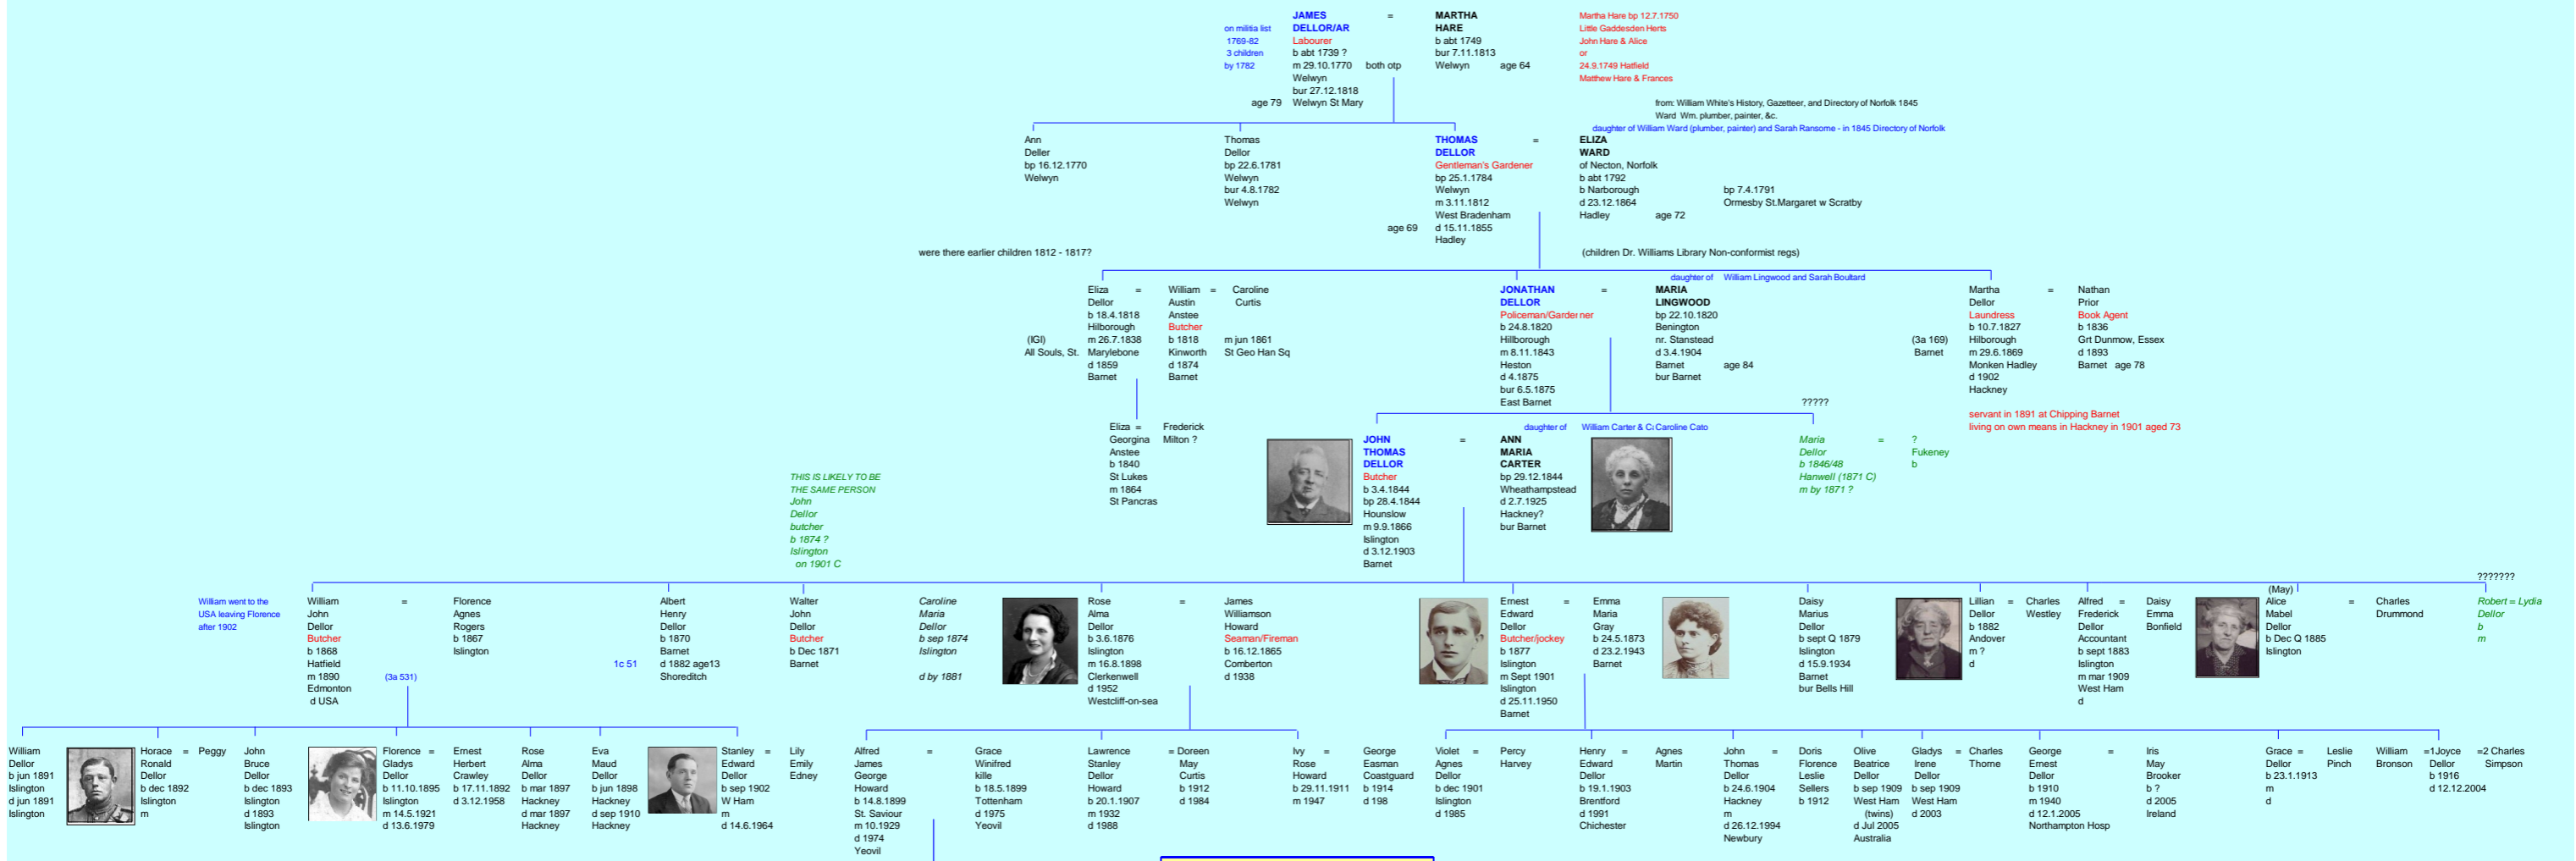 on militia list
1769-82
3 children
by 1782
JAMES
DELLOR/AR
Labourer
b abt 1739 ?
m 29.10.1770 both otp
Welwyn
bur 27.12.1818
age 79 Welwyn St Mary
=
MARTHA
HARE
b abt 1749
bur 7.11.1813
Welwyn age 64
Martha Hare bp 12.7.1750
Little Gaddesden Herts
John Hare & Alice
or
24.9.1749 Hatfield
Matthew Hare & Frances
from: William White's History, Gazetteer, and Directory of Norfolk 1845
Ward Wm. plumber, painter, &c.
daughter of William Ward (plumber, painter) and Sarah Ransome - in 1845 Directory of Norfolk
Ann
Deller
bp 16.12.1770
Welwyn
Thomas
Dellor
bp 22.6.1781
Welwyn
bur 4.8.1782
Welwyn
THOMAS
DELLOR
Gentleman's Gardener
bp 25.1.1784
Welwyn
m 3.11.1812
West Bradenham
age 69 d 15.11.1855
Hadley
=
ELIZA
WARD
of Necton, Norfolk
b abt 1792
b Narborough
d 23.12.1864
Hadley age 72
bp 7.4.1791
Ormesby St.Margaret w Scratby
were there earlier children 1812 - 1817?
(children Dr. Williams Library Non-conformist regs)
daughter of William Lingwood and Sarah Boultard
(IGI)
All Souls, St.
Eliza =
Dellor
b 18.4.1818
Hilborough
m 26.7.1838
Marylebone
d 1859
Barnet
William =
Austin
Anstee
Butcher
b 1818
Kinworth
d 1874
Barnet
Caroline
Curtis
m jun 1861
St Geo Han Sq
JONATHAN
DELLOR
Policeman/Gardener
b 24.8.1820
Hillborough
m 8.11.1843
Heston
d 4.1875
bur 6.5.1875
East Barnet
=
MARIA
LINGWOOD
bp 22.10.1820
Benington
nr. Stanstead
d 3.4.1904
Barnet age 84
bur Barnet
(3a 169)
Barnet
Martha =
Dellor
Laundress
b 10.7.1827
Hilborough
m 29.6.1869
Monken Hadley
d 1902
Hackney
Nathan
Prior
Book Agent
b 1836
Grt Dunmow, Essex
d 1893
Barnet age 78
servant in 1891 at Chipping Barnet
living on own means in Hackney in 1901 aged 73
?????
Eliza =
Georgina
Anstee
b 1840
St Lukes
m 1864
St Pancras
Frederick
Milton ?
daughter of William Carter & C Caroline Cato
JOHN
THOMAS
DELLOR
Butcher
b 3.4.1844
bp 28.4.1844
Hounslow
m 9.9.1866
Islington
d 3.12.1903
Barnet
=
ANN
MARIA
CARTER
bp 29.12.1844
Wheathampstead
d 2.7.1925
Hackney?
bur Barnet
Maria =
Dellor
b 1846/48
Hanwell (1871 C)
m by 1871 ?
?
Fukeney
b
THIS IS LIKELY TO BE
THE SAME PERSON
John
Dellor
butcher
b 1874 ?
Islington
on 1901 C
William went to the
USA leaving Florence
after 1902
William =
John
Dellor
Butcher
b 1868
Hatfield
m 1890
Edmonton
d USA
(3a 531)
Florence
Agnes
Rogers
b 1867
Islington
1c 51
Albert
Henry
Dellor
b 1870
Barnet
d 1882 age13
Shoreditch
Walter
John
Dellor
Butcher
b Dec 1871
Barnet
Caroline
Maria
Dellor
b sep 1874
Islington
d by 1881
Rose =
Alma
Dellor
b 3.6.1876
Islington
m 16.8.1898
Clerkenwell
d 1952
Westcliff-on-sea
James
Williamson
Howard
Seaman/Fireman
b 16.12.1865
Comberton
d 1938
Ernest =
Edward
Dellor
Butcher/jockey
b 1877
Islington
m Sept 1901
Islington
d 25.11.1950
Barnet
Emma
Maria
Gray
b 24.5.1873
d 23.2.1943
Barnet
Daisy
Marius
Dellor
b sept Q 1879
Islington
d 15.9.1934
Barnet
bur Bells Hill
Lillian =
Dellor
b 1882
Andover
m ?
d
Charles
Westley
Alfred =
Frederick
Dellor
Accountant
b sept 1883
Islington
m mar 1909
West Ham
d
Daisy
Emma
Bonfield
(May)
Alice =
Mabel
Dellor
b Dec Q 1885
Islington
Charles
Drummond
???????
Robert = Lydia
Dellor
b
m
William
Dellor
b jun 1891
Islington
d jun 1891
Islington
Horace = Peggy
Ronald
Dellor
b dec 1892
Islington
m
John
Bruce
Dellor
b dec 1893
Islington
d 1893
Islington
Florence =
Gladys
Dellor
b 11.10.1895
Islington
m 14.5.1921
d 13.6.1979
Ernest
Herbert
Crawley
b 17.11.1892
d 3.12.1958
Rose
Alma
Dellor
b mar 1897
Hackney
d mar 1897
Hackney
Eva
Maud
Dellor
b jun 1898
Hackney
d sep 1910
Hackney
Stanley =
Edward
Dellor
b sep 1902
W Ham
m
d 14.6.1964
Lily
Emily
Edney
Alfred =
James
George
Howard
b 14.8.1899
St. Saviour
m 10.1929
d 1974
Yeovil
Grace
Winifred
kille
b 18.5.1899
Tottenham
d 1975
Yeovil
Lawrence
Stanley
Dellor
Howard
b 20.1.1907
m 1932
d 1988
= Doreen
May
Curtis
b 1912
d 1984
Ivy =
Rose
Howard
b 29.11.1911
m 1947
George
Easman
Coastguard
b 1914
d 198
Violet =
Agnes
Dellor
b dec 1901
Islington
d 1985
Percy
Harvey
Henry =
Edward
Dellor
b 19.1.1903
Brentford
d 1991
Chichester
Agnes
Martin
John =
Thomas
Dellor
b 24.6.1904
Hackney
m
d 26.12.1994
Newbury
Doris
Florence
Leslie
Sellers
b 1912
Olive
Beatrice
Dellor
b sep 1909
West Ham
(twins)
d Jul 2005
Australia
Gladys =
Irene
Dellor
b sep 1909
West Ham
d 2003
Charles
Thorne
George =
Ernest
Dellor
b 1910
m 1940
d 12.1.2005
Northampton Hosp
Iris
May
Brooker
b ?
d 2005
Ireland
Grace =
Dellor
b 23.1.1913
m
d
Leslie
Pinch
William
Bronson
=1Joyce
Dellor
b 1916
d 12.12.2004
=2 Charles
Simpson